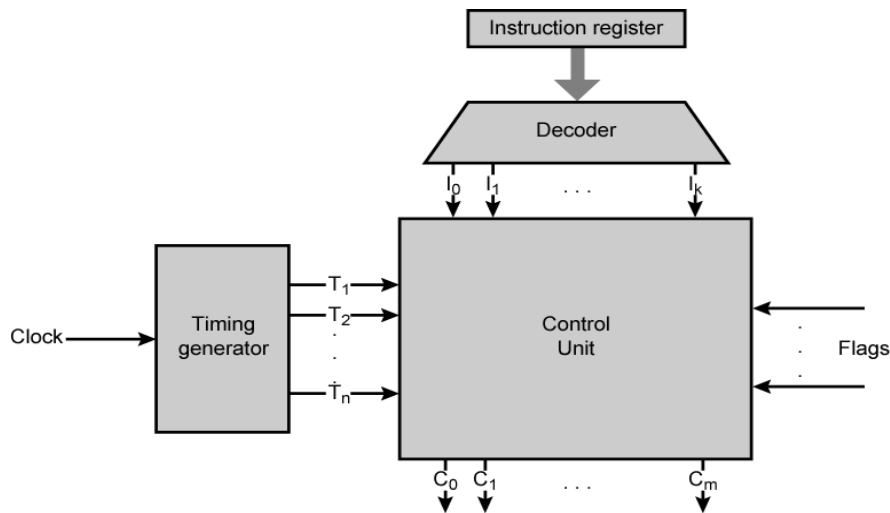 Instruction register
Decoder
I₀ I₁ . . . Iₖ
T₁
T₂
Clock
Timing
generator
.
.
.
Tₙ
Control
Unit
.
.
.
Flags
C₀ C₁ . . . Cₘ